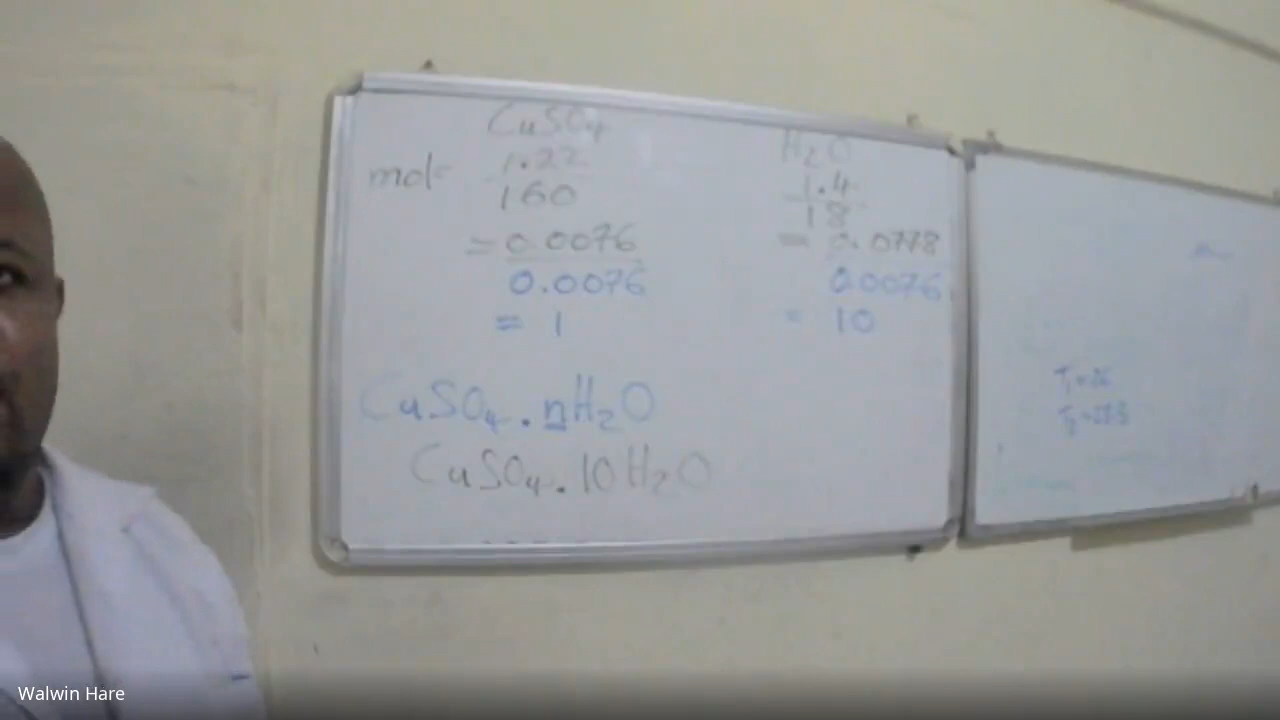 CuSO4
mol= 1.22
160
= 0.0076
0.0076
= 1
H2O
1.4
18
= 0.0778
0.0076
= 10
CuSO4.nH2O
CuSO4.10H2O
Walwin Hare